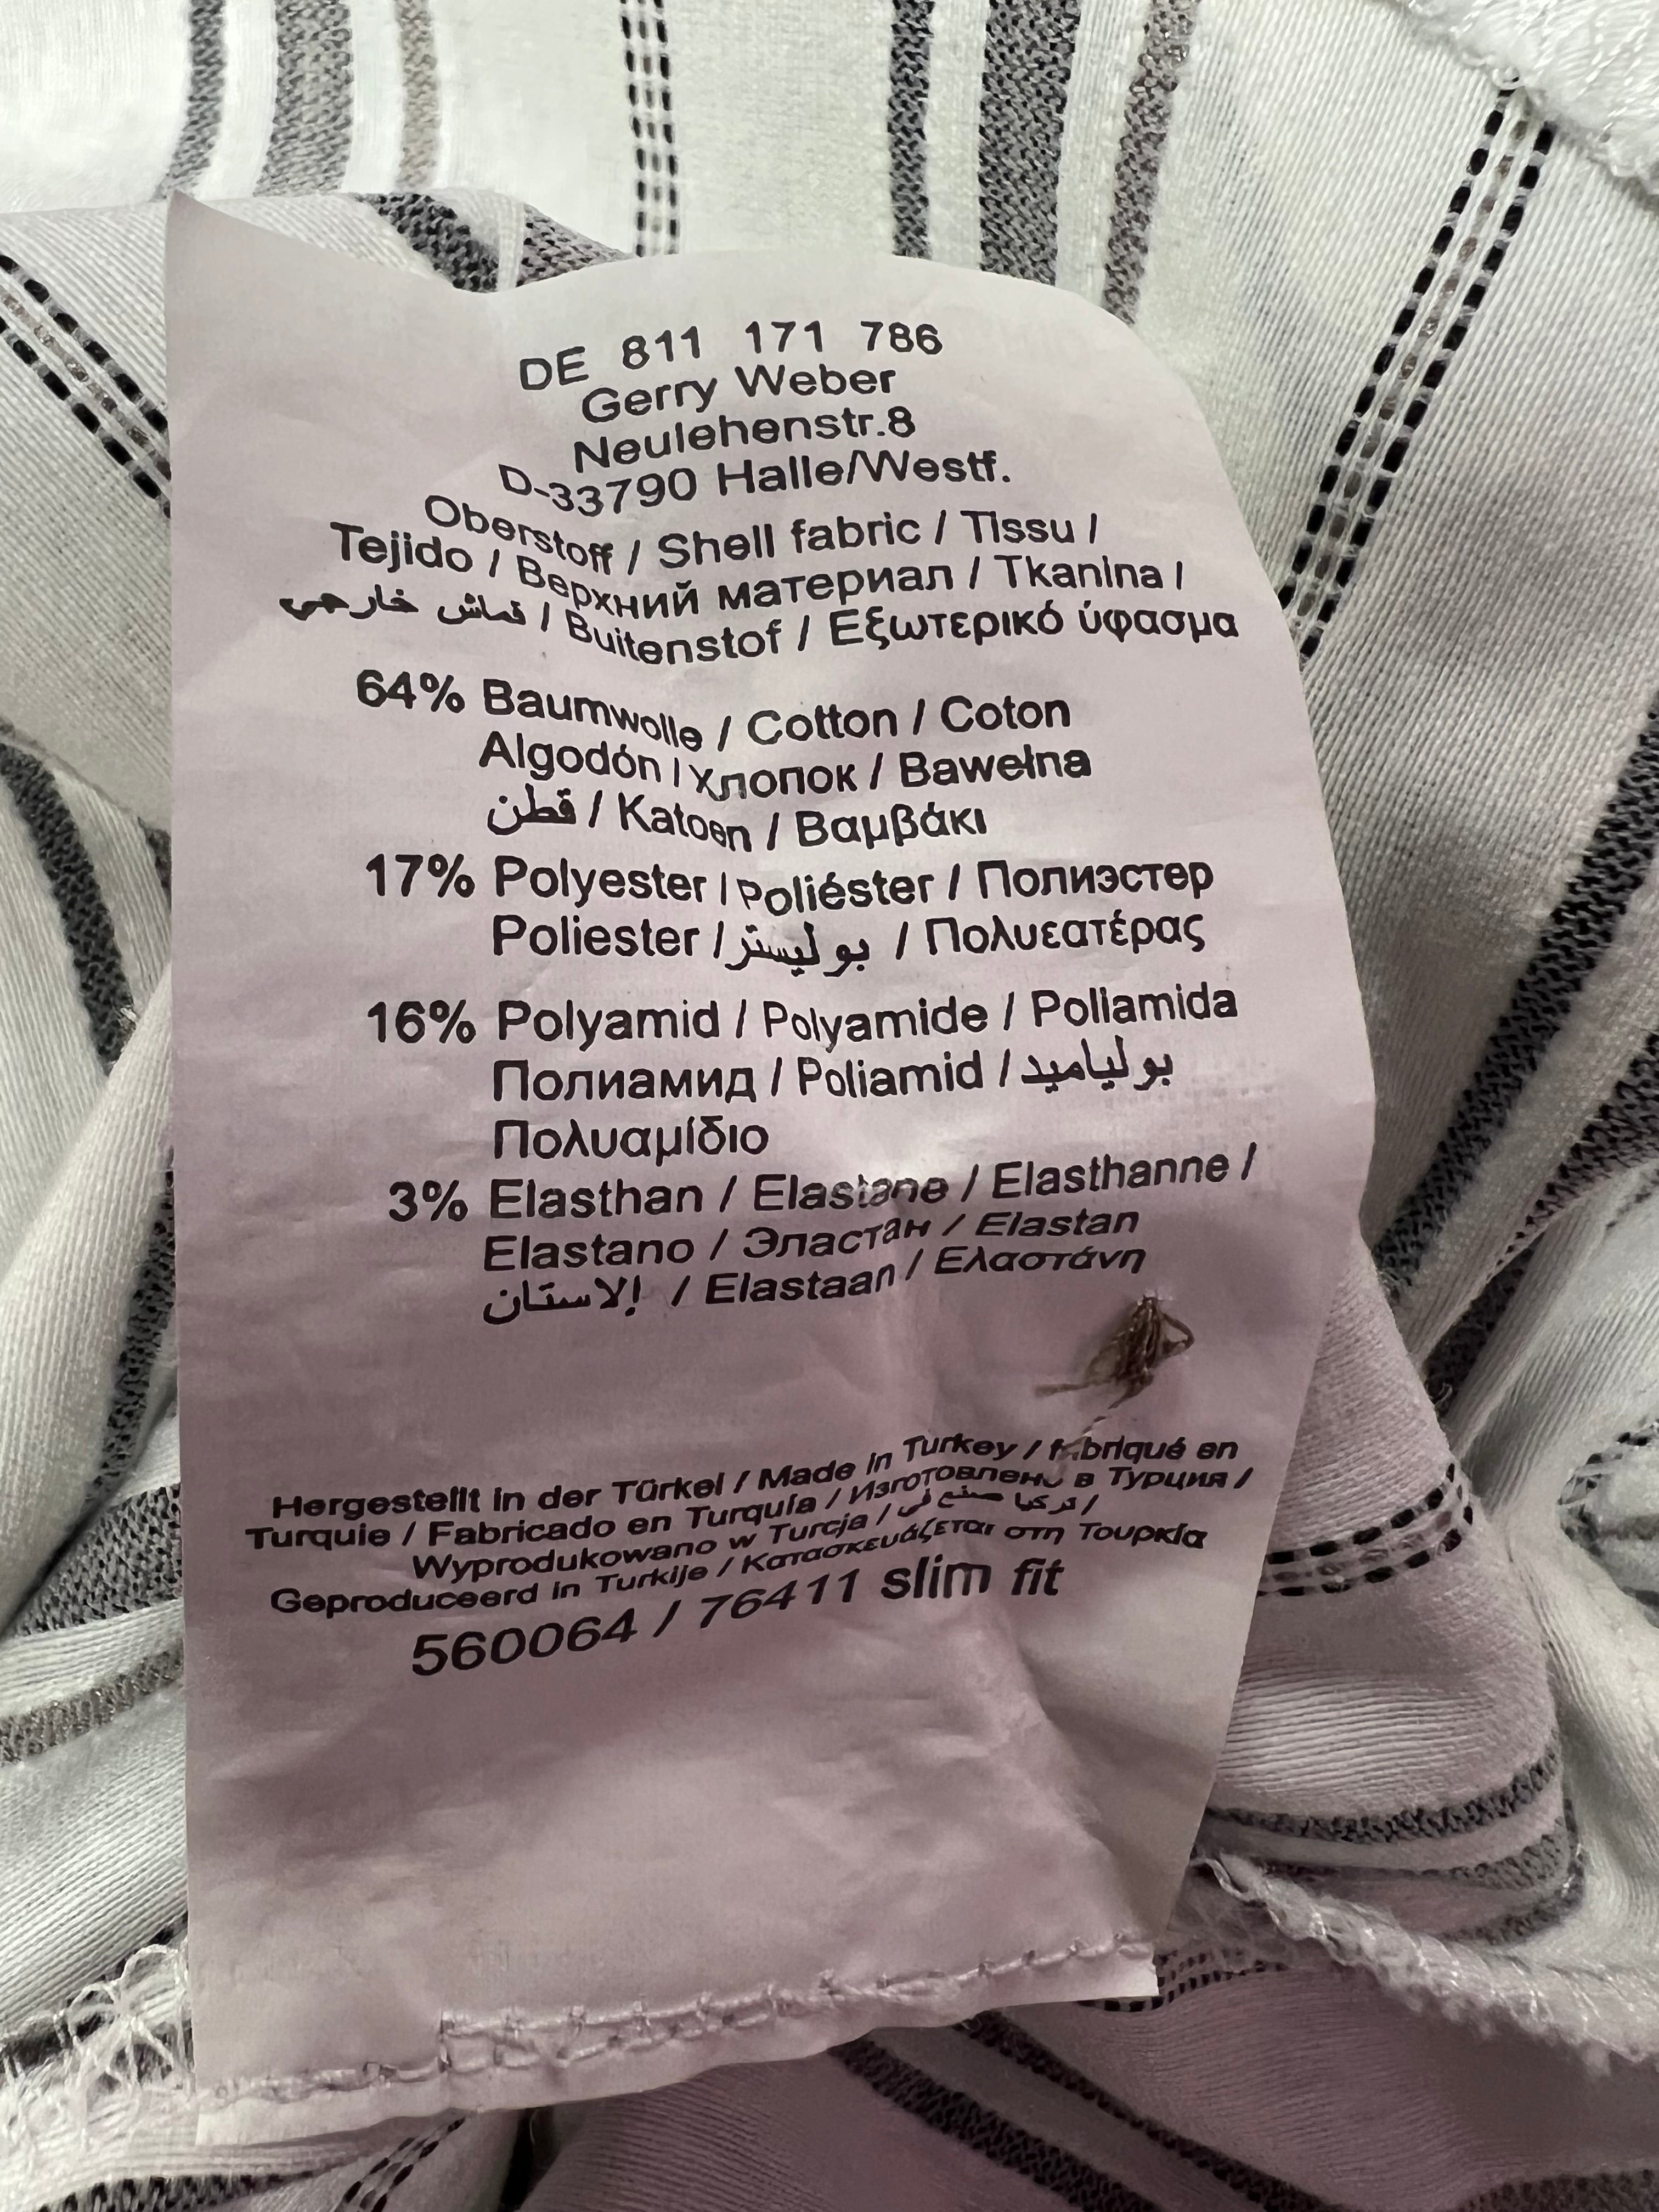 DE 811 171 786
Gerry Weber
Neulehenstr.8
D-33790 Halle/Westf.
Oberstoff / Shell fabric / Tissu /
Tejido / Верхний материал / Tkanina /
قماش خارجي / Buitenstof / Εξωτερικό ύφασμα
64% Baumwolle / Cotton / Coton
Algodón / Хлопок / Bawełna
قطن / Katoen / Βαμβάκι
17% Polyester / Poliéster / Полиэстер
Poliester / بوليستر / Πολυεατέρας
16% Polyamid / Polyamide / Poliamida
Полиамид / Poliamid / بولياميد
Πολυαμίδιο
3% Elasthan / Elastane / Elasthanne /
Elastano / Эластан / Elastan
إلاستان / Elastaan / Ελαστάνη
Hergestellt in der Türkei / Made in Turkey / fabriqué en
Turquie / Fabricado en Turquía / Изготовлено в Турция /
Wyprodukowano w Turcja / تركيا صنع في /
Geproduceerd in Turkije / Κατασκευάζεται στη Τουρκία
560064 / 76411 slim fit